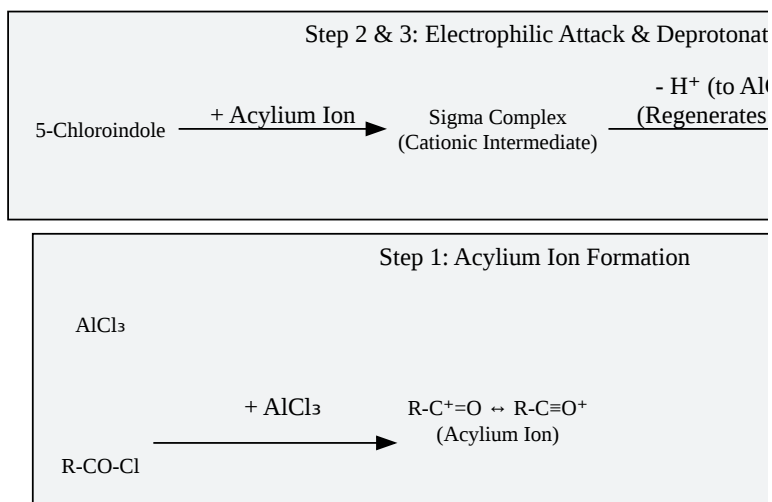 Step 2 & 3: Electrophilic Attack & Deprotonat
- H⁺ (to Al
5-Chloroindole
+ Acylium Ion
Sigma Complex
(Cationic Intermediate)
(Regenerates
Step 1: Acylium Ion Formation
AlCl₃
+ AlCl₃
R-C⁺=O ↔ R-C≡O⁺
(Acylium Ion)
R-CO-Cl